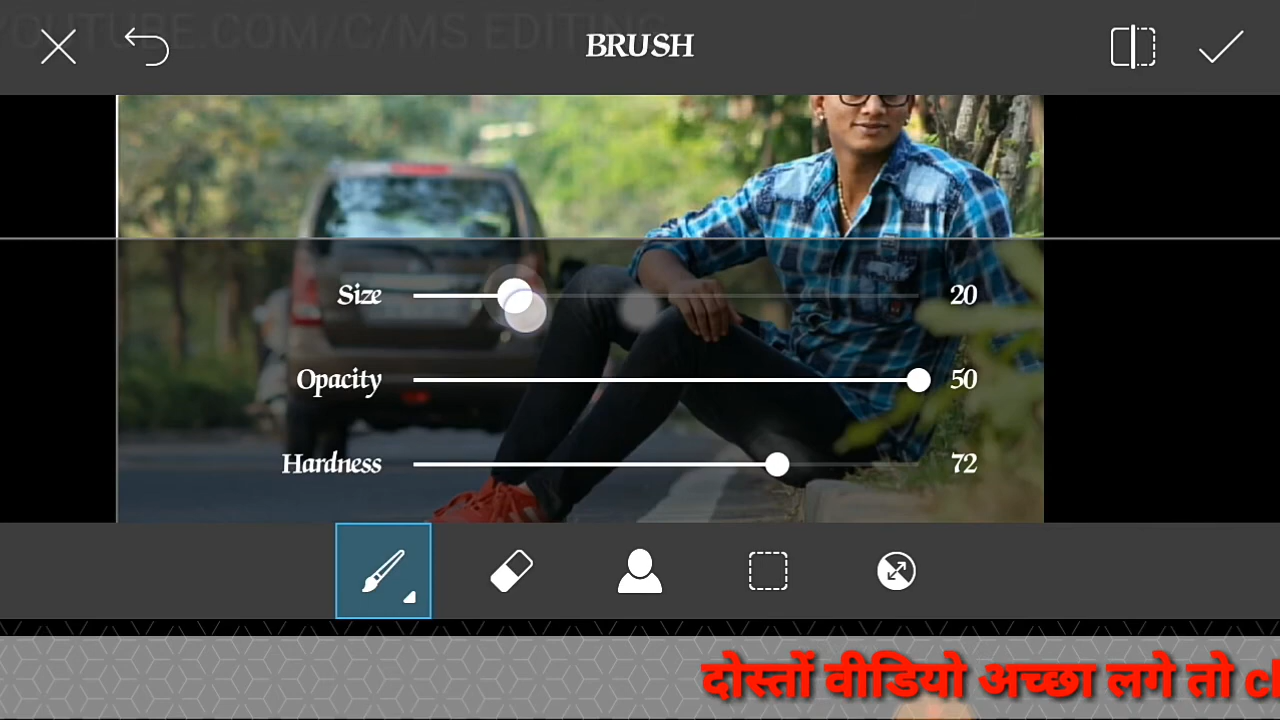 YOUTUBE.COM/C/MS EDITING
BRUSH
Size 20
Opacity 50
Hardness 72
दोस्तों वीडियो अच्छा लगे तो